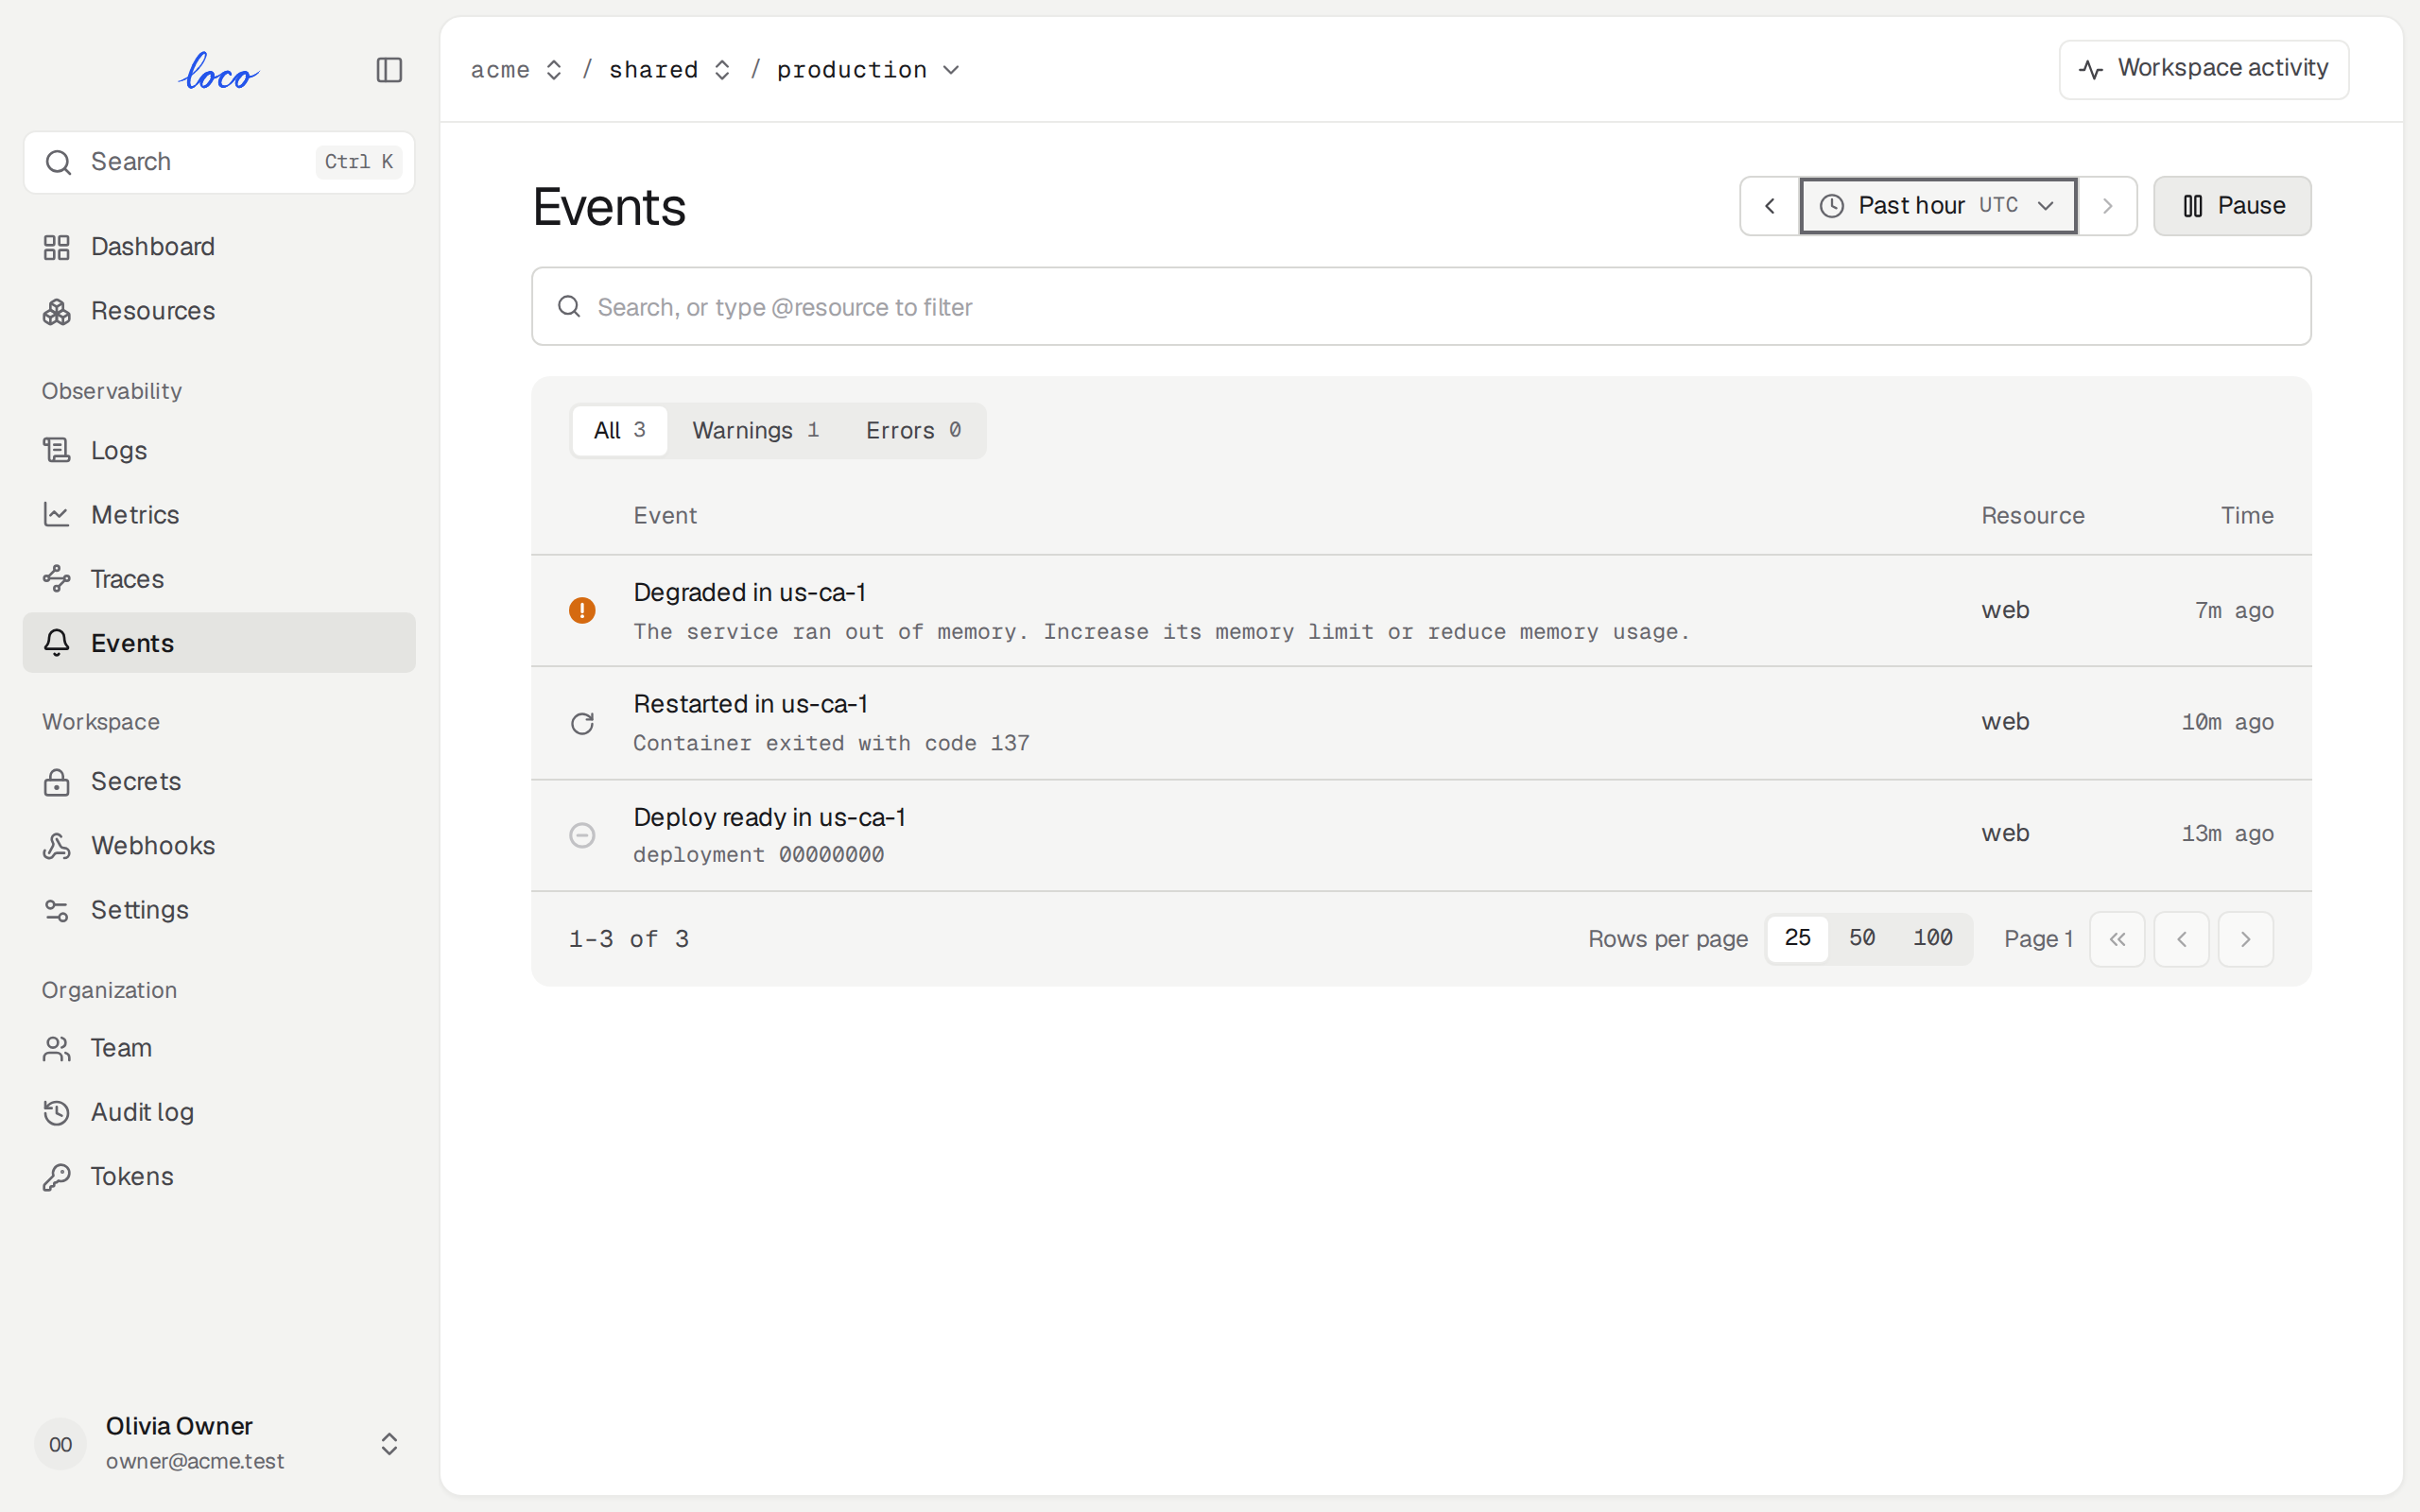 loco
acme / shared / production
Workspace activity
Search Ctrl K
Dashboard
Resources
Observability
Logs
Metrics
Traces
Events
Workspace
Secrets
Webhooks
Settings
Organization
Team
Audit log
Tokens
OO
Olivia Owner
owner@acme.test
Events
Past hour UTC
Pause
Search, or type @resource to filter
All 3 Warnings 1 Errors 0
Event Resource Time
Degraded in us-ca-1
The service ran out of memory. Increase its memory limit or reduce memory usage.
web 7m ago
Restarted in us-ca-1
Container exited with code 137
web 10m ago
Deploy ready in us-ca-1
deployment 00000000
web 13m ago
1-3 of 3 Rows per page 25 50 100 Page 1